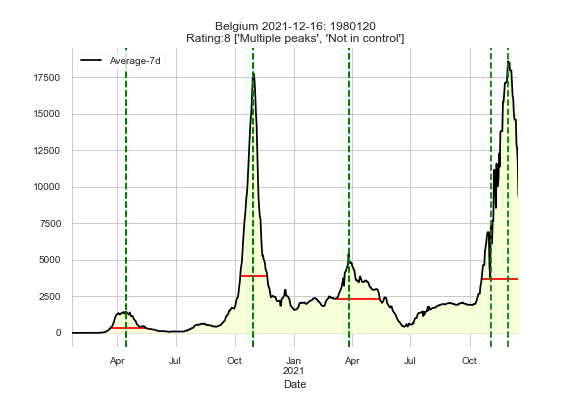 Belgium 2021-12-16: 1980120
Rating:8 ['Multiple peaks', 'Not in control']
Average-7d
17500
15000
12500
10000
7500
5000
2500
0
Apr Jul Oct Jan Apr Jul Oct
2021
Date